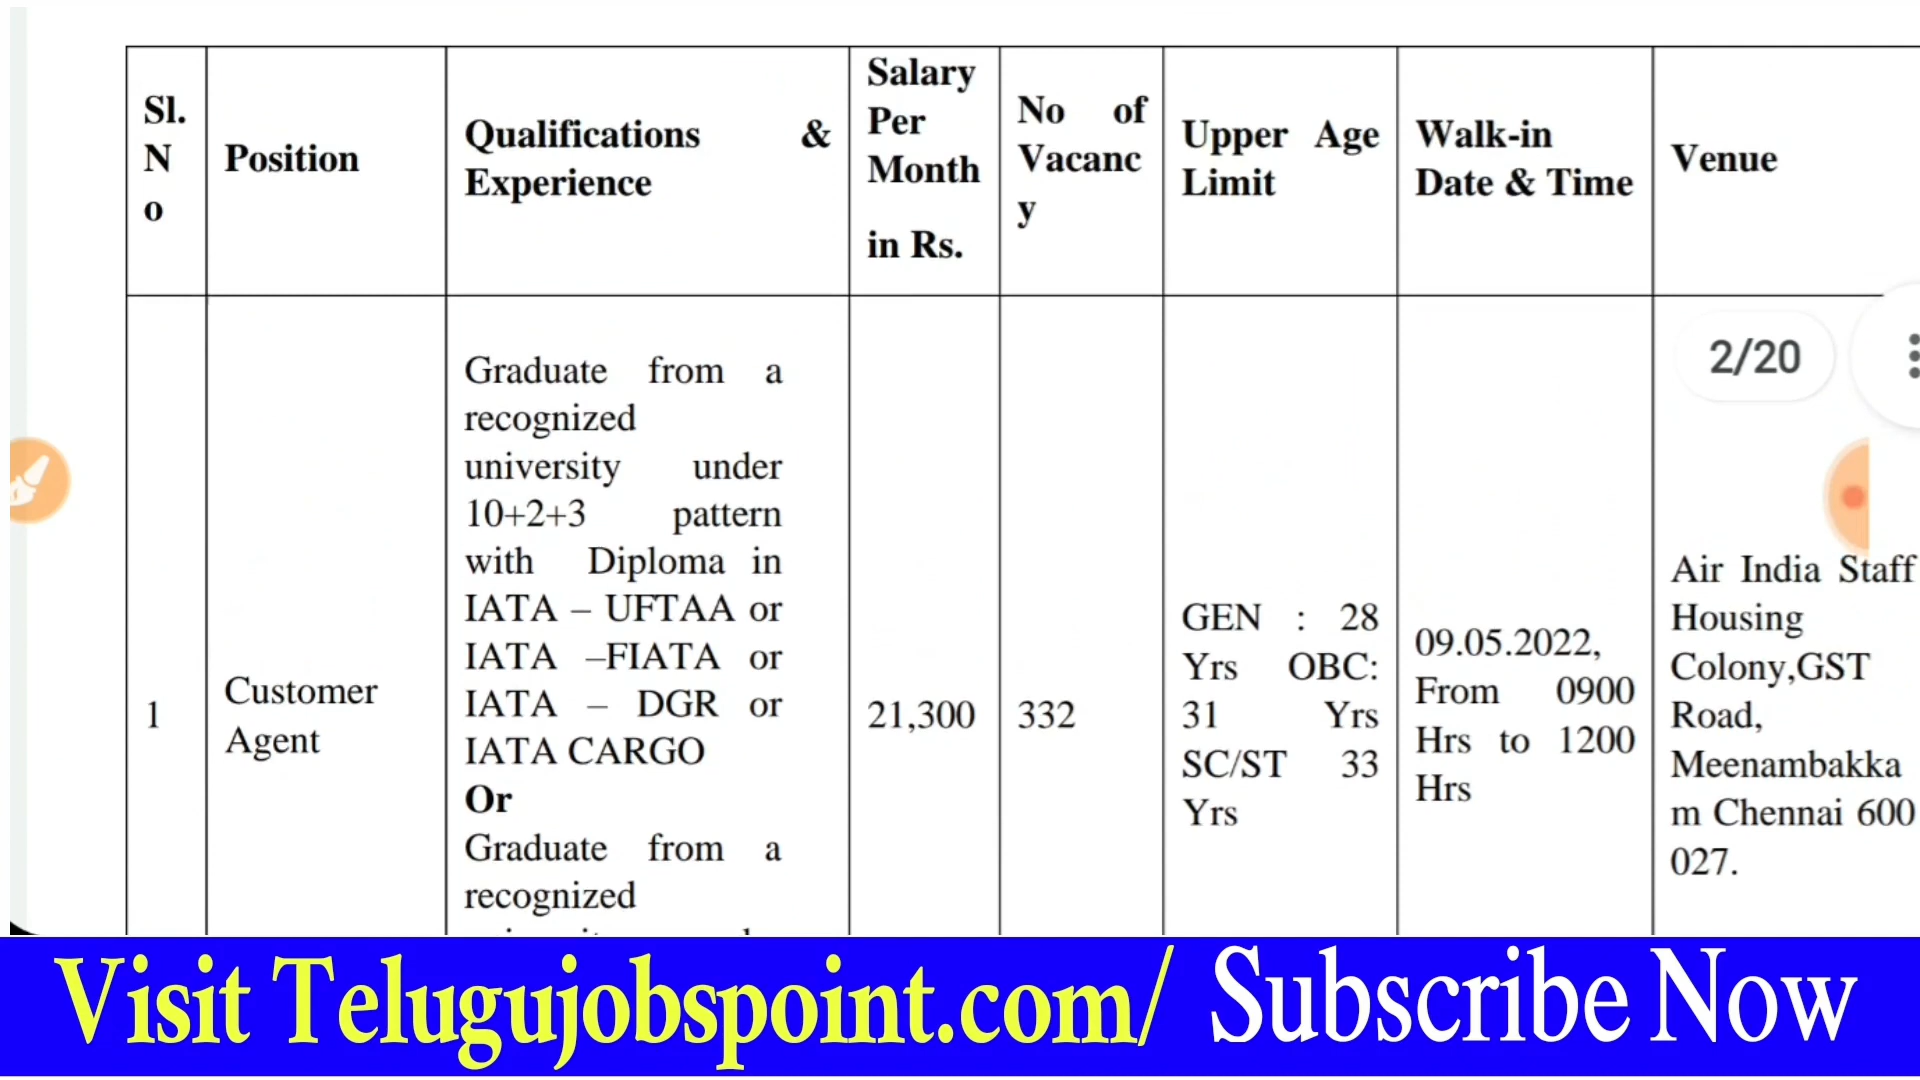 Sl.
N
o
Position
Qualifications &
Experience
Salary
Per
Month
in Rs.
No of
Vacanc
y
Upper Age
Limit
Walk-in
Date & Time
Venue
1
Customer
Agent
Graduate from a
recognized
university under
10+2+3 pattern
with Diploma in
IATA – UFTAA or
IATA –FIATA or
IATA – DGR or
IATA CARGO
Or
Graduate from a
recognized
21,300
332
GEN : 28
Yrs OBC:
31 Yrs
SC/ST 33
Yrs
09.05.2022,
From 0900
Hrs to 1200
Hrs
2/20
Air India Staff
Housing
Colony,GST
Road,
Meenambakka
m Chennai 600
027.
Visit Telugujobspoint.com/ Subscribe Now